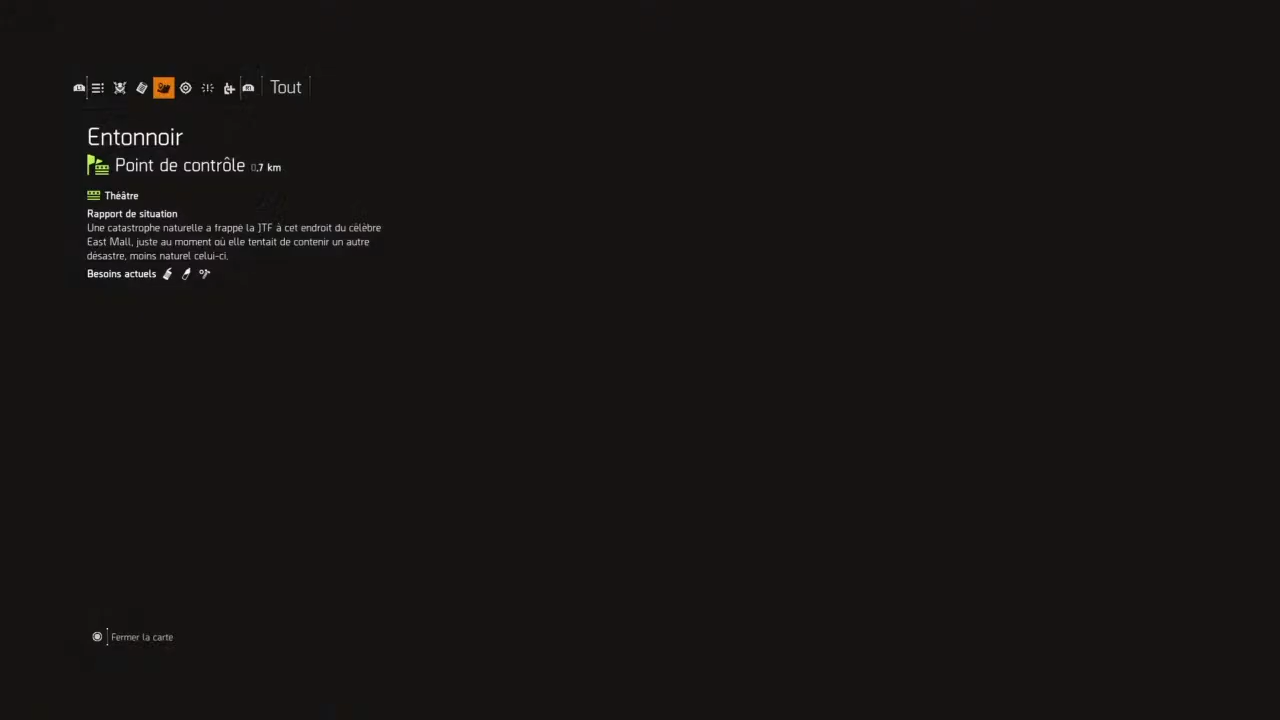 Tout
Entonnoir
Point de contrôle 0,7 km
Théâtre
Rapport de situation
Une catastrophe naturelle a frappé la JTF à cet endroit du célèbre
East Mall, juste au moment où elle tentait de contenir un autre
désastre, moins naturel celui-ci.
Besoins actuels
Fermer la carte